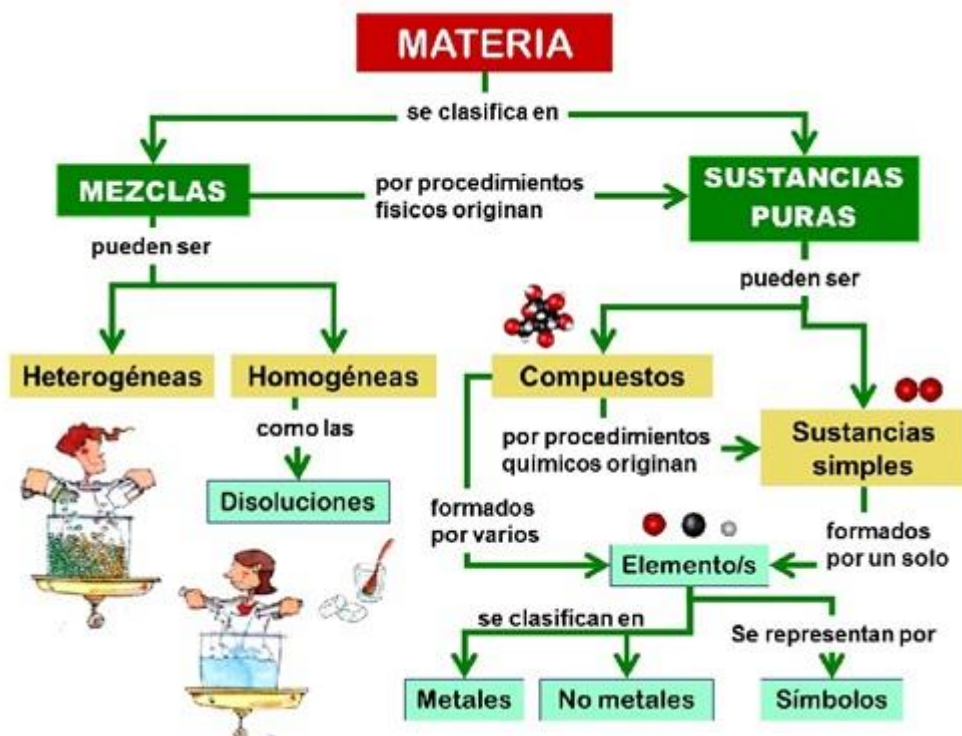 MATERIA
se clasifica en
MEZCLAS
por procedimientos
físicos originan
SUSTANCIAS
PURAS
pueden ser
pueden ser
Heterogéneas
Homogéneas
Compuestos
como las
por procedimientos
químicos originan
Sustancias
simples
Disoluciones
formados
por varios
formados
por un solo
Elemento/s
se clasifican en
Se representan por
Metales
No metales
Símbolos